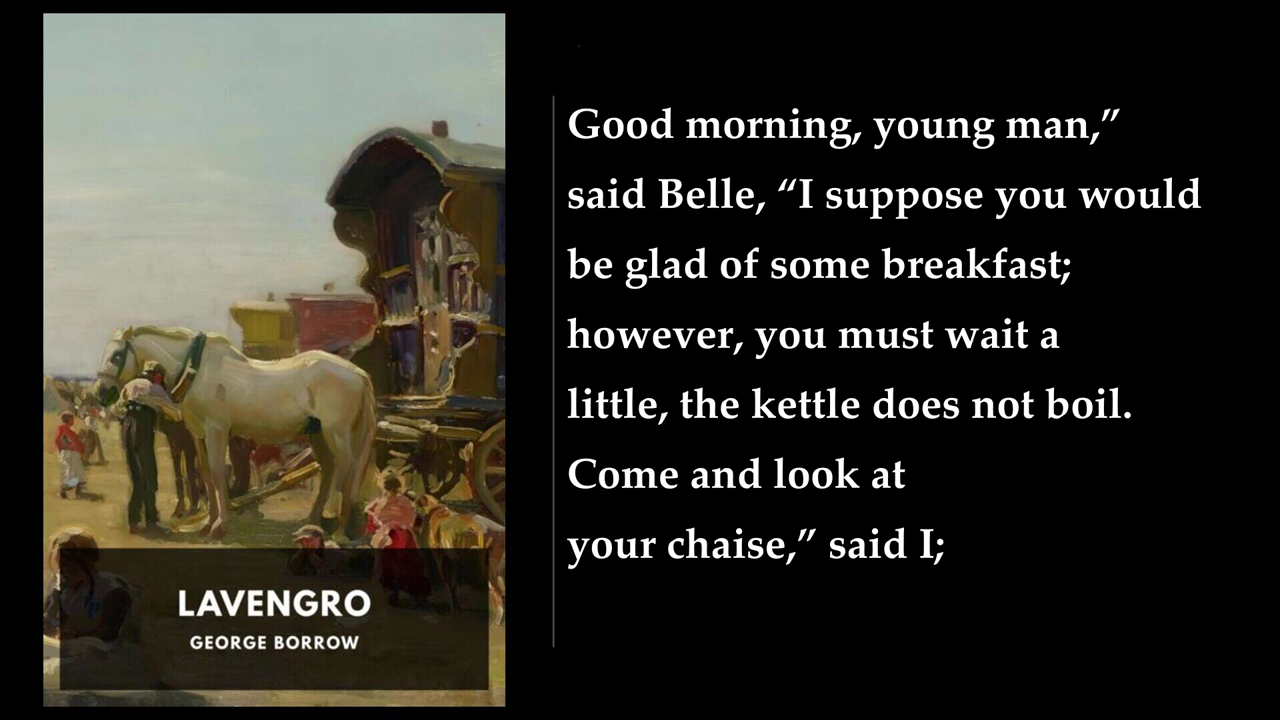 LAVENGRO
GEORGE BORROW
Good morning, young man,”
said Belle, “I suppose you would
be glad of some breakfast;
however, you must wait a
little, the kettle does not boil.
Come and look at
your chaise,” said I;